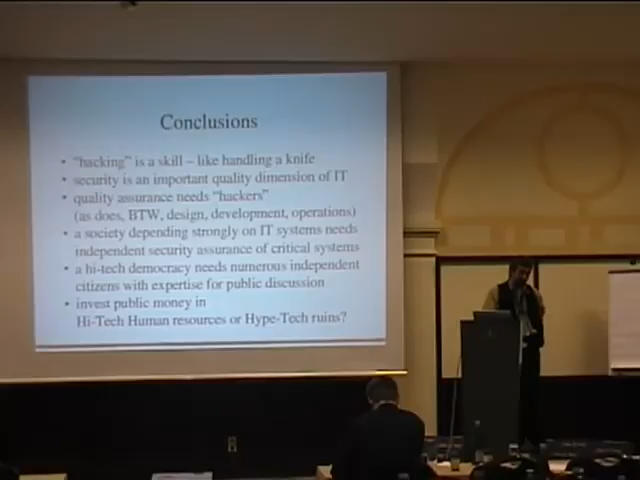 Conclusions
• "hacking" is a skill – like handling a knife
• security is an important quality dimension of IT
• quality assurance needs "hackers"
(as does, BTW, design, development, operations)
• a society depending strongly on IT systems needs
independent security assurance of critical systems
• a hi-tech democracy needs numerous independent
citizens with expertise for public discussion
• invest public money in
Hi-Tech Human resources or Hype-Tech ruins?